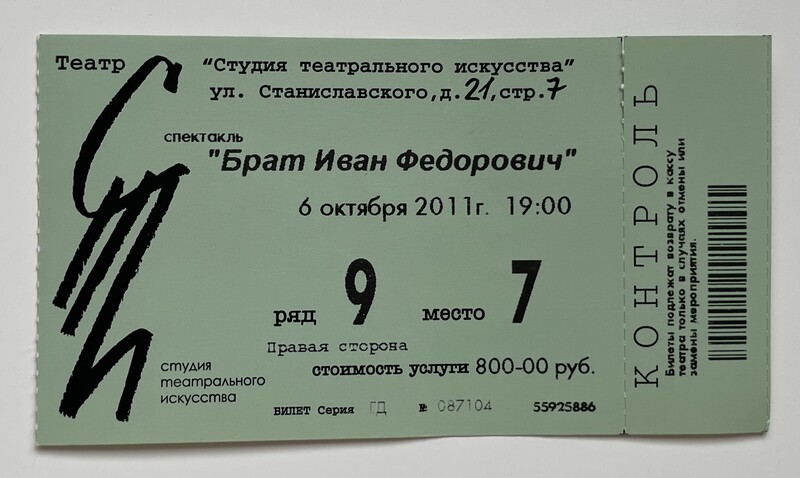 Театр "Студия театрального искусства"
ул. Станиславского,д.21,стр.7
СТИ
спектакль
"Брат Иван Федорович"
6 октября 2011г. 19:00
ряд 9 место 7
Правая сторона
стоимость услуги 800-00 руб.
студия
театрального
искусства
БИЛЕТ Серия ГД № 087104 55925886
КОНТРОЛЬ
Билеты подлежат возврату в кассу
театра только в случаях отмены или
замены мероприятия.